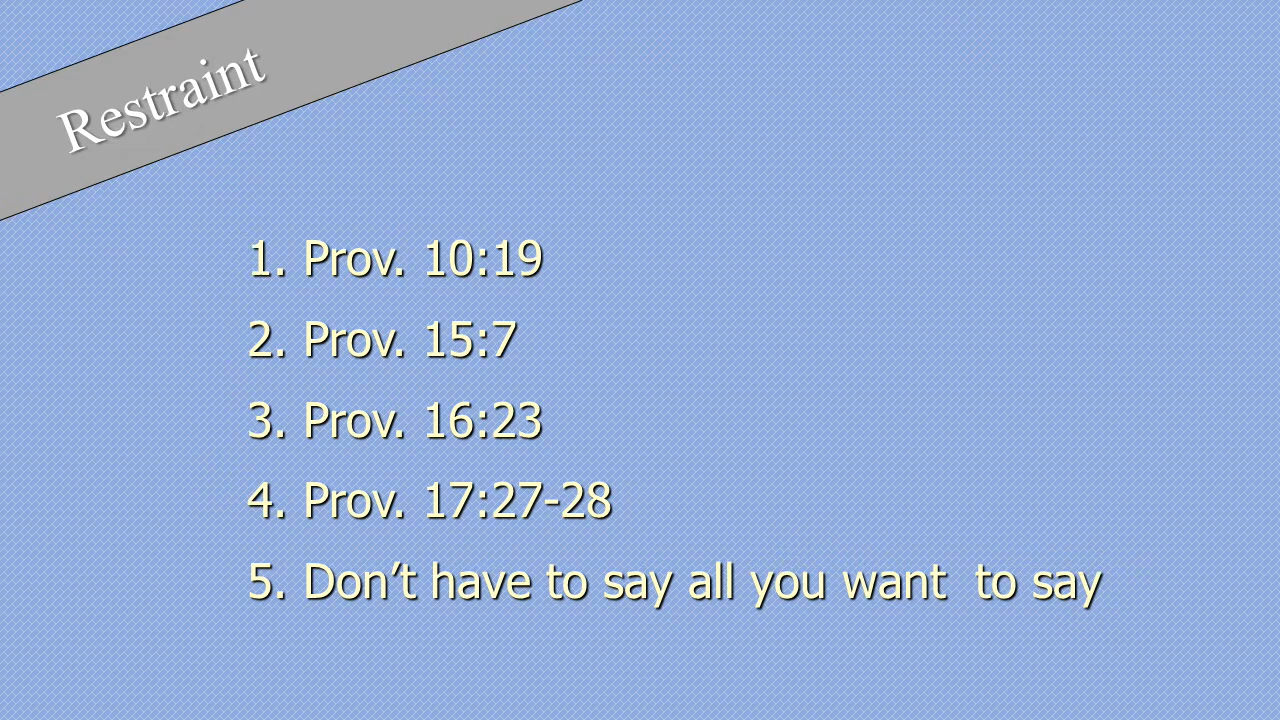 Restraint
1. Prov. 10:19
2. Prov. 15:7
3. Prov. 16:23
4. Prov. 17:27-28
5. Don’t have to say all you want  to say